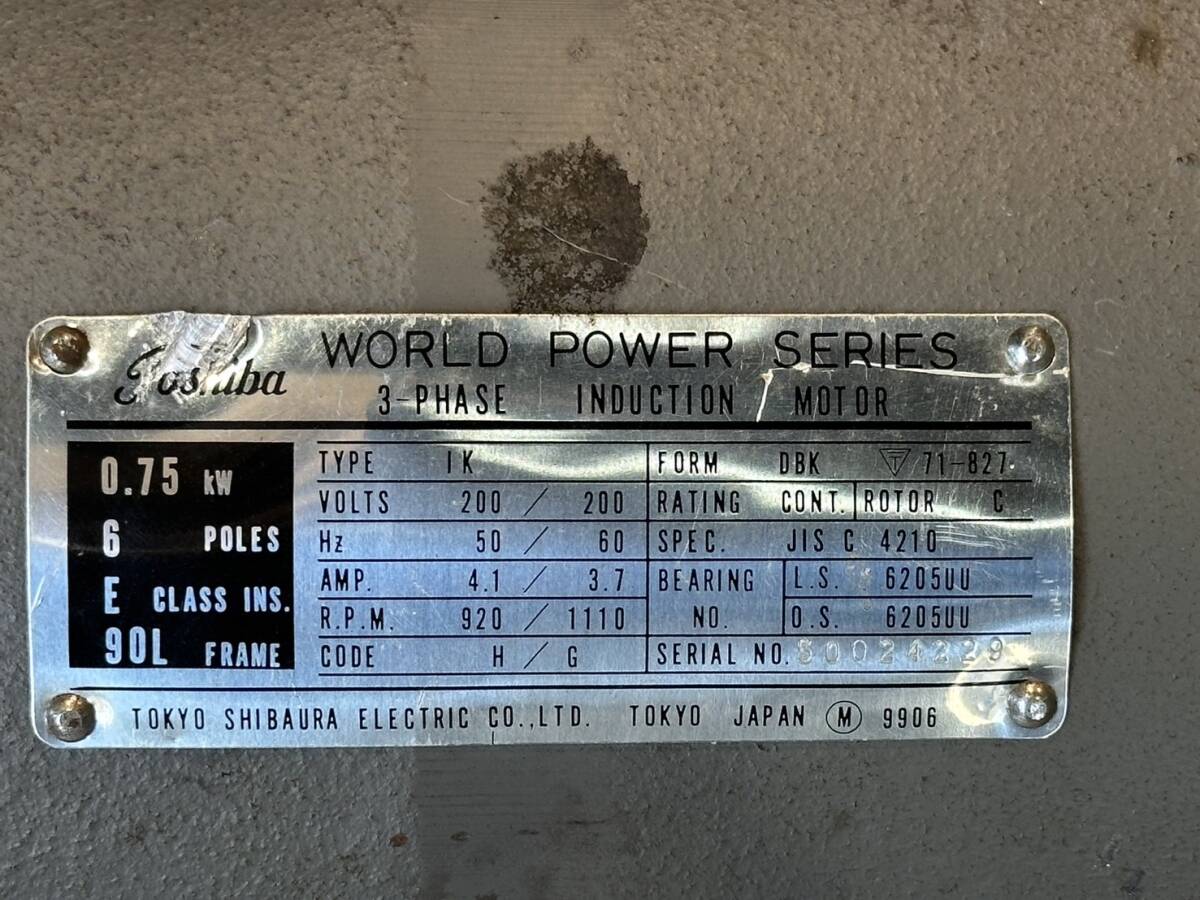 Toshiba WORLD POWER SERIES
3-PHASE INDUCTION MOTOR
0.75 kW
6 POLES
E CLASS INS.
90L FRAME
TYPE IK
VOLTS 200 / 200
Hz 50 / 60
AMP. 4.1 / 3.7
R.P.M. 920 / 1110
CODE H / G
FORM DBK T 71-827
RATING CONT. ROTOR C
SPEC. JIS C 4210
BEARING NO. L.S. 6205UU
O.S. 6205UU
SERIAL NO. 50024229
TOKYO SHIBAURA ELECTRIC CO.,LTD. TOKYO JAPAN M 9906